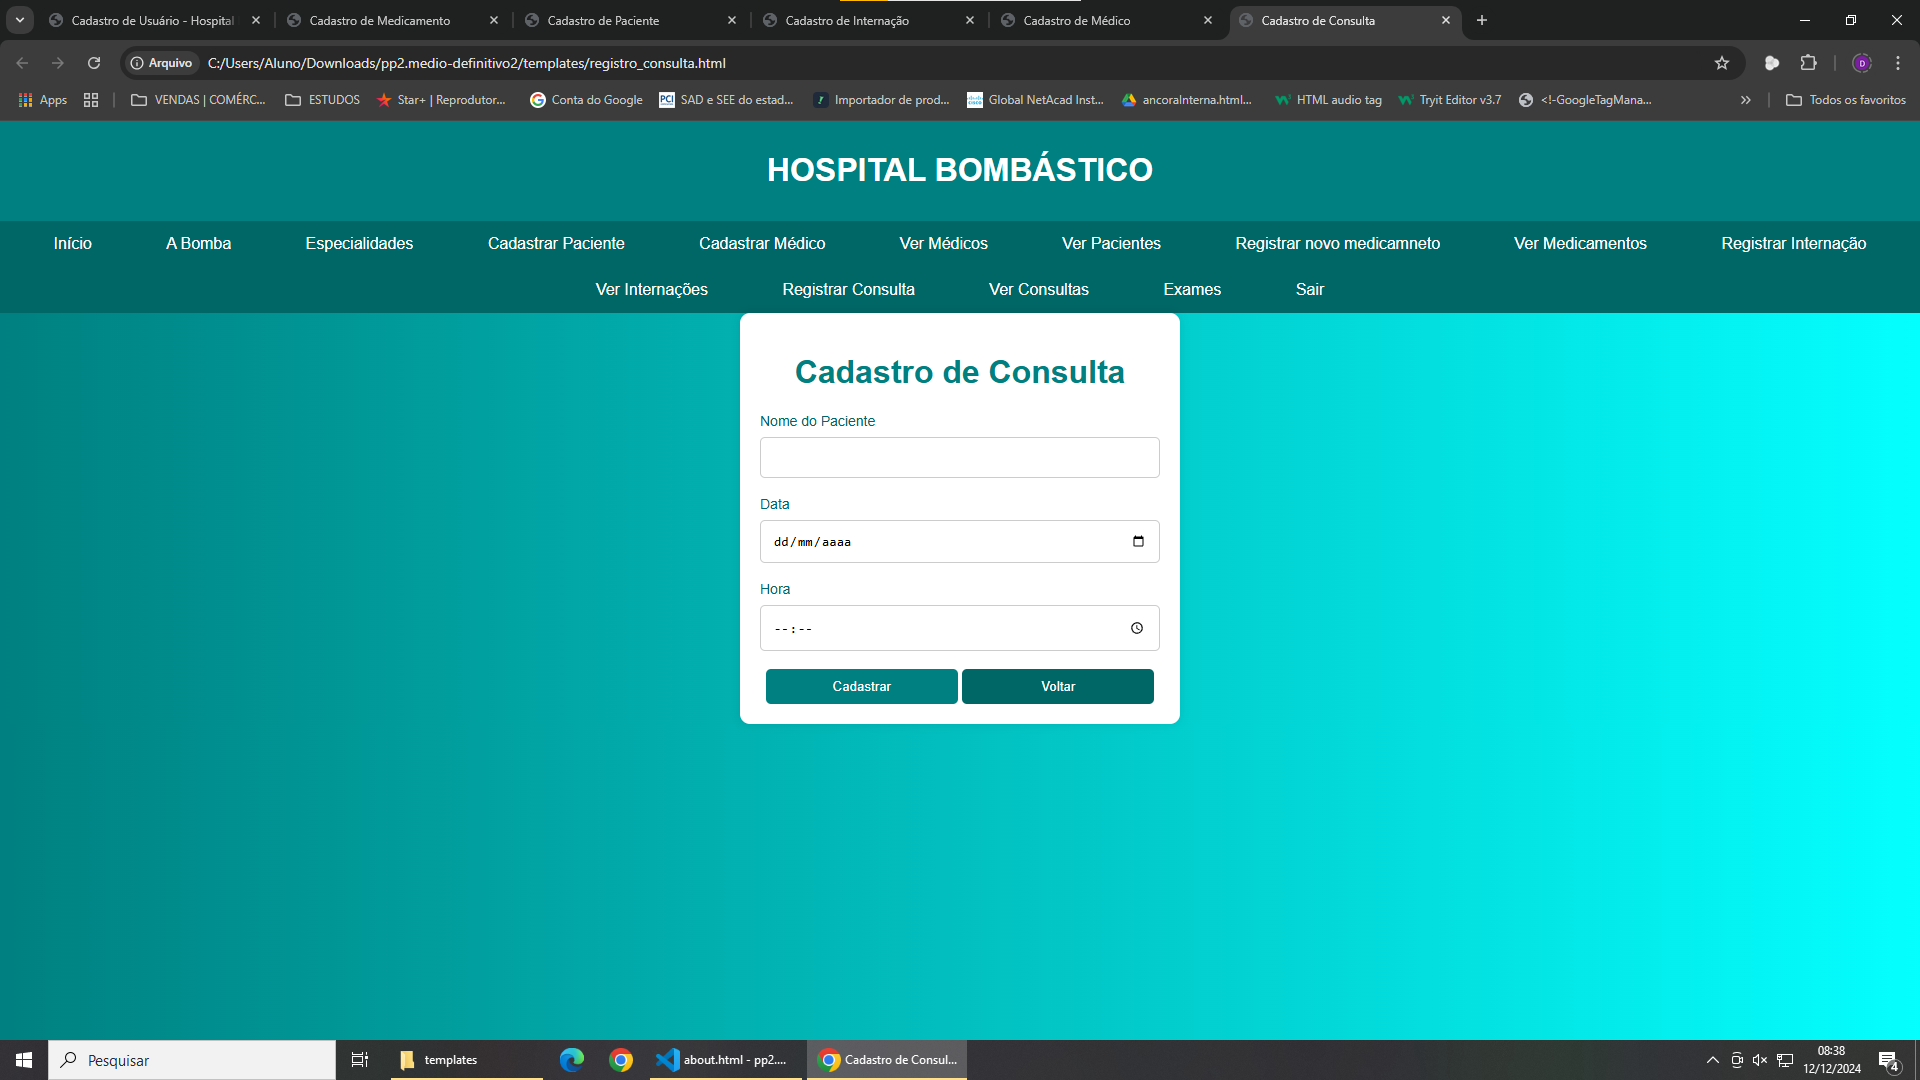 Cadastro de Usuário - Hospital
Cadastro de Medicamento
Cadastro de Paciente
Cadastro de Internação
Cadastro de Médico
Cadastro de Consulta
Arquivo C:/Users/Aluno/Downloads/pp2.medio-definitivo2/templates/registro_consulta.html
D
Apps
VENDAS | COMÉRC...
ESTUDOS
Star+ | Reprodutor...
Conta do Google
PCI SAD e SEE do estad...
Importador de prod...
Global NetAcad Inst...
ancoraInterna.html...
HTML audio tag
Tryit Editor v3.7
<!-GoogleTagMana...
Todos os favoritos
HOSPITAL BOMBÁSTICO
Início A Bomba Especialidades Cadastrar Paciente Cadastrar Médico Ver Médicos Ver Pacientes Registrar novo medicamneto Ver Medicamentos Registrar Internação
Ver Internações Registrar Consulta Ver Consultas Exames Sair
Cadastro de Consulta
Nome do Paciente
Data
dd/mm/aaaa
Hora
--:--
Cadastrar Voltar
Pesquisar
templates
about.html - pp2....
Cadastro de Consul...
08:38
12/12/2024
4